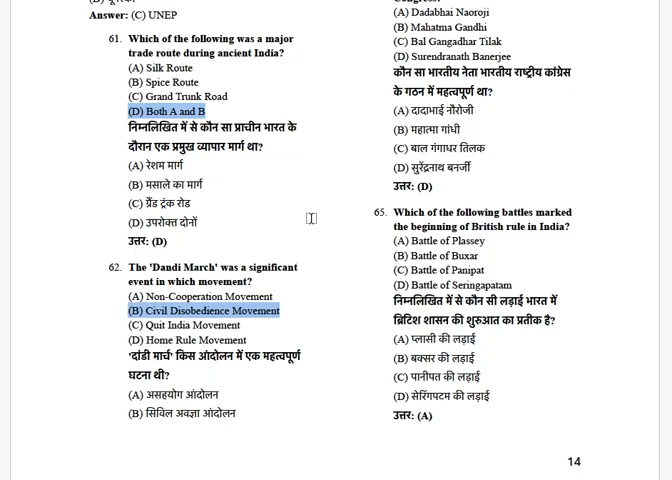 Answer: (C) UNEP
61. Which of the following was a major
trade route during ancient India?
(A) Silk Route
(B) Spice Route
(C) Grand Trunk Road
(D) Both A and B
निम्नलिखित में से कौन सा प्राचीन भारत के
दौरान एक प्रमुख व्यापार मार्ग था?
(A) रेशम मार्ग
(B) मसाले का मार्ग
(C) ग्रैंड ट्रंक रोड
(D) उपरोक्त दोनों
उत्तर: (D)
62. The 'Dandi March' was a significant
event in which movement?
(A) Non-Cooperation Movement
(B) Civil Disobedience Movement
(C) Quit India Movement
(D) Home Rule Movement
'दांडी मार्च' किस आंदोलन में एक महत्वपूर्ण
घटना थी?
(A) असहयोग आंदोलन
(B) सिविल अवज्ञा आंदोलन
(A) Dadabhai Naoroji
(B) Mahatma Gandhi
(C) Bal Gangadhar Tilak
(D) Surendranath Banerjee
कौन सा भारतीय नेता भारतीय राष्ट्रीय कांग्रेस
के गठन में महत्वपूर्ण था?
(A) दादाभाई नौरोजी
(B) महात्मा गांधी
(C) बाल गंगाधर तिलक
(D) सुरेंद्रनाथ बनर्जी
उत्तर: (D)
65. Which of the following battles marked
the beginning of British rule in India?
(A) Battle of Plassey
(B) Battle of Buxar
(C) Battle of Panipat
(D) Battle of Seringapatam
निम्नलिखित में से कौन सी लड़ाई भारत में
ब्रिटिश शासन की शुरुआत का प्रतीक है?
(A) प्लासी की लड़ाई
(B) बक्सर की लड़ाई
(C) पानीपत की लड़ाई
(D) सेरिंगपटम की लड़ाई
उत्तर: (A)
14